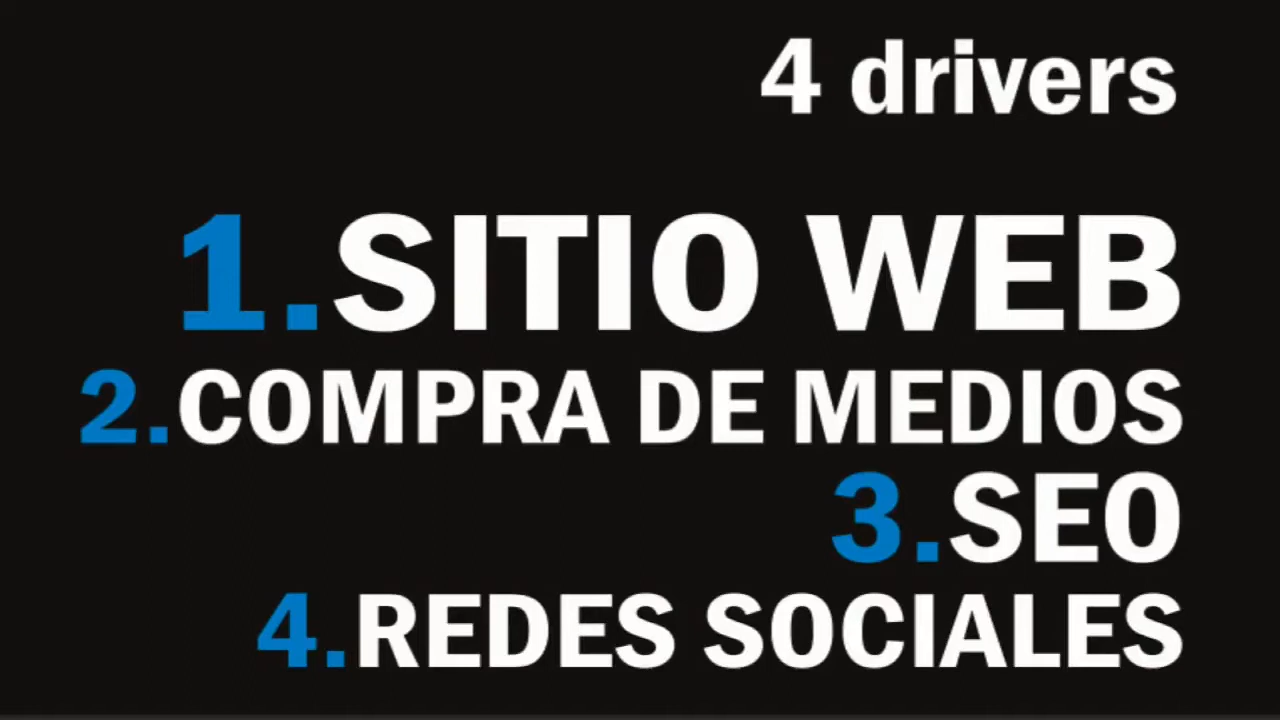 4 drivers
1.SITIO WEB
2.COMPRA DE MEDIOS
3.SEO
4.REDES SOCIALES